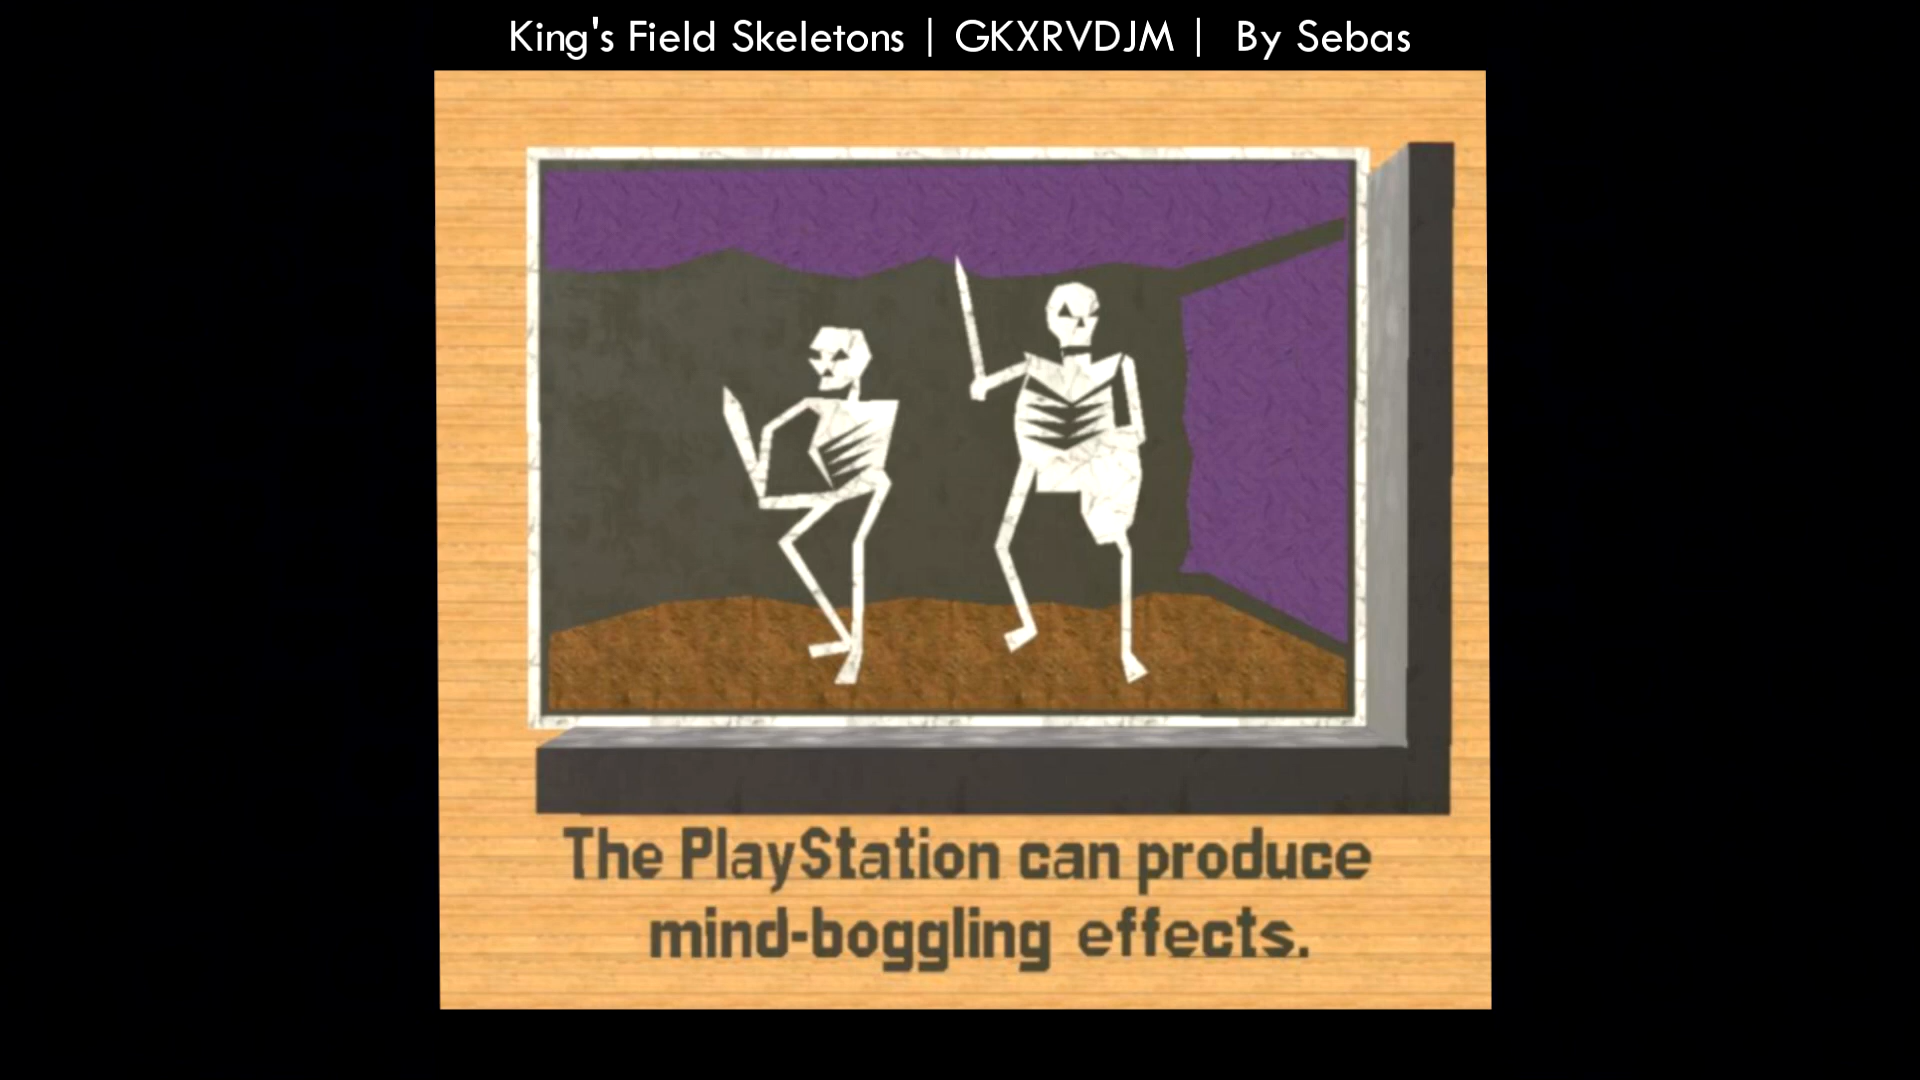 King's Field Skeletons | GKXRVDJM | By Sebas
The PlayStation can produce
mind-boggling effects.